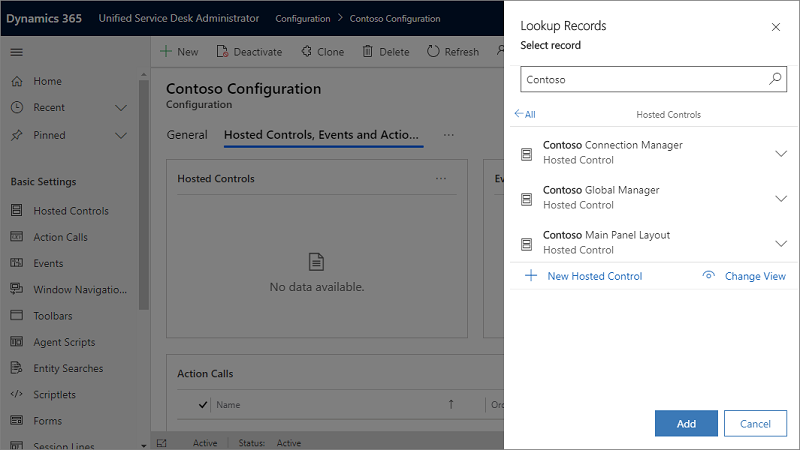 Dynamics 365
Unified Service Desk Administrator
Configuration > Contoso Configuration
New
Deactivate
Clone
Delete
Refresh
Home
Recent
Pinned
Basic Settings
Hosted Controls
Action Calls
Events
Window Navigatio...
Toolbars
Agent Scripts
Entity Searches
Scriptlets
Forms
Session Lines
Contoso Configuration
Configuration
General
Hosted Controls, Events and Actio...
Hosted Controls
No data available.
Action Calls
Name
Active
Status: Active
Lookup Records
Select record
Contoso
All
Hosted Controls
Contoso Connection Manager
Hosted Control
Contoso Global Manager
Hosted Control
Contoso Main Panel Layout
Hosted Control
New Hosted Control
Change View
Add
Cancel